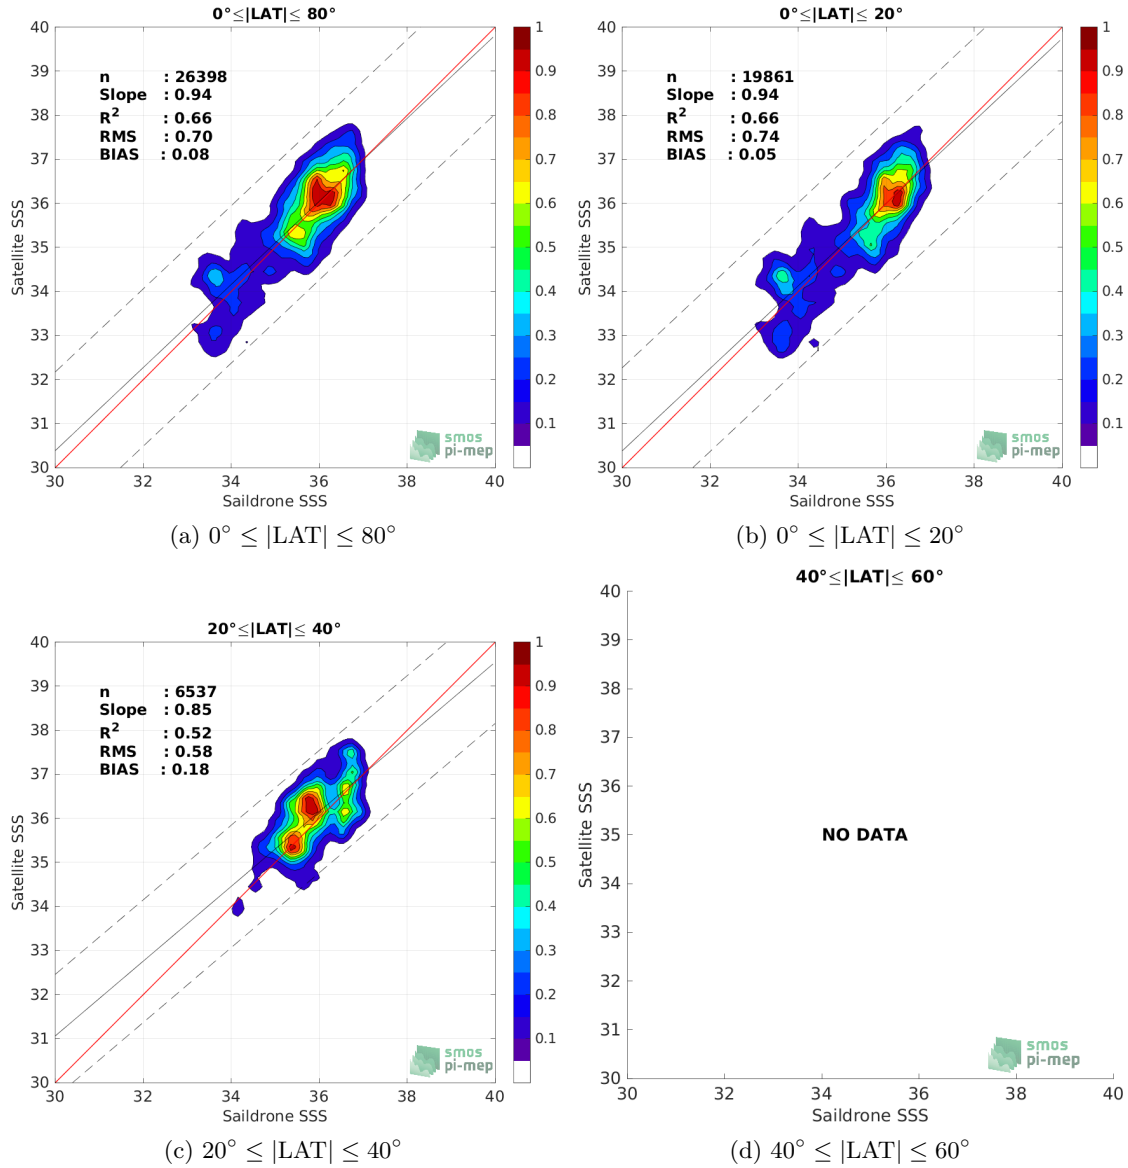 0°≤|LAT|≤ 80°
40
39
38
37
36
35
34
33
32
31
30
Satellite SSS
n : 26398
Slope : 0.94
R2 : 0.66
RMS : 0.70
BIAS : 0.08
smos
pi-mep
30 32 34 36 38 40
Saildrone SSS
1
0.9
0.8
0.7
0.6
0.5
0.4
0.3
0.2
0.1
(a) 0° ≤ |LAT| ≤ 80°
0°≤|LAT|≤ 20°
40
39
38
37
36
35
34
33
32
31
30
Satellite SSS
n : 19861
Slope : 0.94
R2 : 0.66
RMS : 0.74
BIAS : 0.05
smos
pi-mep
30 32 34 36 38 40
Saildrone SSS
1
0.9
0.8
0.7
0.6
0.5
0.4
0.3
0.2
0.1
(b) 0° ≤ |LAT| ≤ 20°
20°≤|LAT|≤ 40°
40
39
38
37
36
35
34
33
32
31
30
Satellite SSS
n : 6537
Slope : 0.85
R2 : 0.52
RMS : 0.58
BIAS : 0.18
smos
pi-mep
30 32 34 36 38 40
Saildrone SSS
1
0.9
0.8
0.7
0.6
0.5
0.4
0.3
0.2
0.1
(c) 20° ≤ |LAT| ≤ 40°
40°≤|LAT|≤ 60°
40
39
38
37
36
35
34
33
32
31
30
Satellite SSS
NO DATA
smos
pi-mep
30 32 34 36 38 40
Saildrone SSS
(d) 40° ≤ |LAT| ≤ 60°